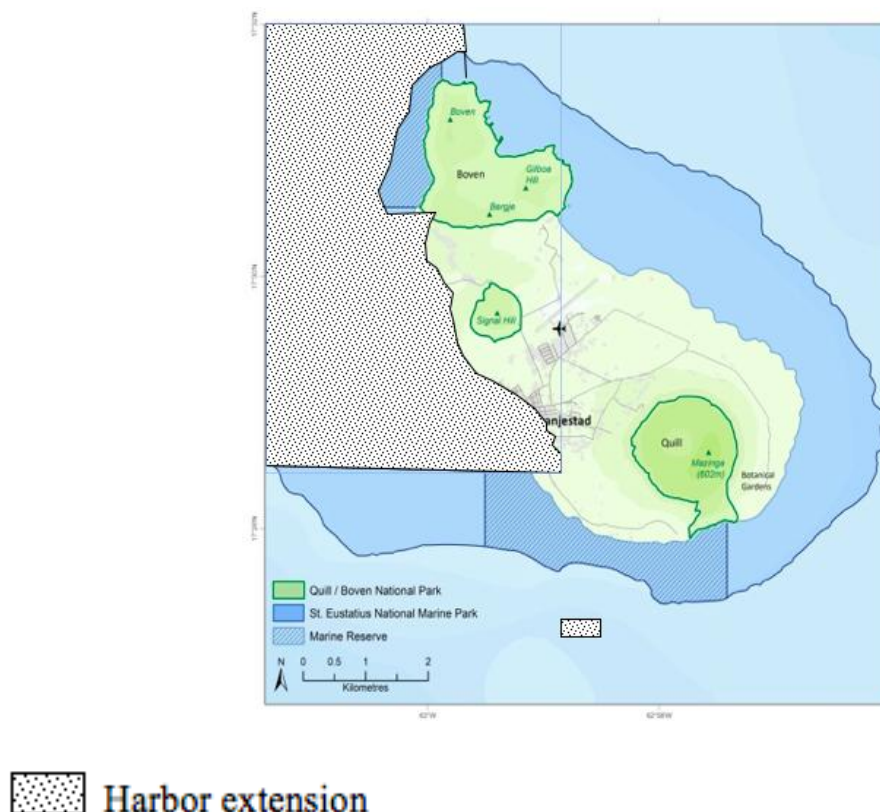 Boven
Gilboa
Hill
Boven
Bergje
Signal Hill
anjestad
Quill
Mazinga
(602m)
Botanical
Gardens
Quill / Boven National Park
St. Eustatius National Marine Park
Marine Reserve
N 0 0.5 1 2
Kilometres
63°W
Harbor extension